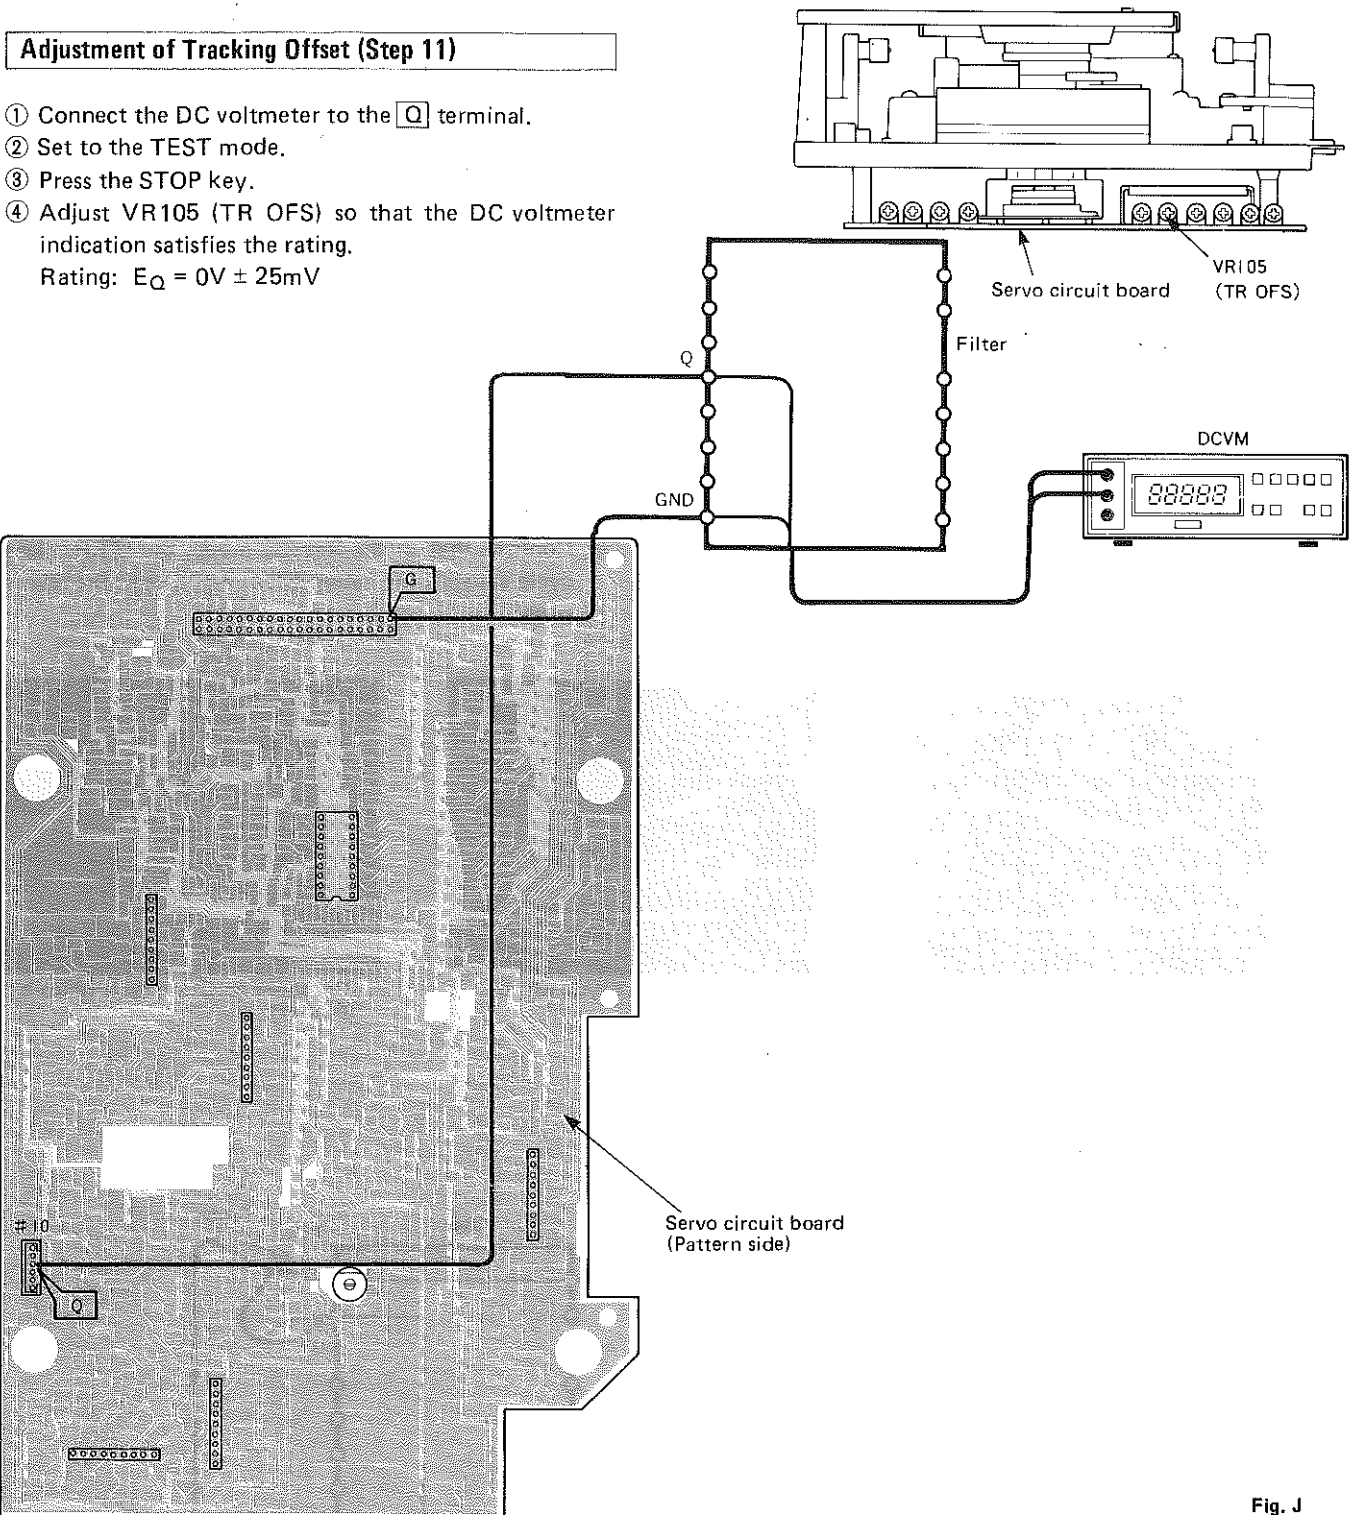 Adjustment of Tracking Offset (Step 11)
① Connect the DC voltmeter to the Q terminal.
② Set to the TEST mode.
③ Press the STOP key.
④ Adjust VR105 (TR OFS) so that the DC voltmeter
indication satisfies the rating.
Rating: EQ = 0V ± 25mV
VR105
(TR OFS)
Servo circuit board
Filter
Q
GND
DCVM
88888
G
Servo circuit board
(Pattern side)
# 10
Q
Fig. J